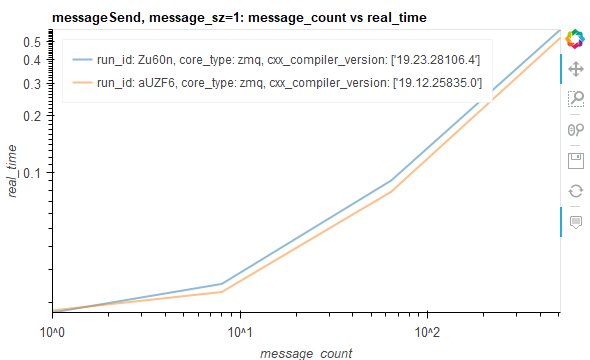 messageSend, message_sz=1: message_count vs real_time
run_id: Zu60n, core_type: zmq, cxx_compiler_version: ['19.23.28106.4']
run_id: aUZF6, core_type: zmq, cxx_compiler_version: ['19.12.25835.0']
0.5
0.4
0.3
0.2
0.1
real_time
10^0
10^1
10^2
message_count